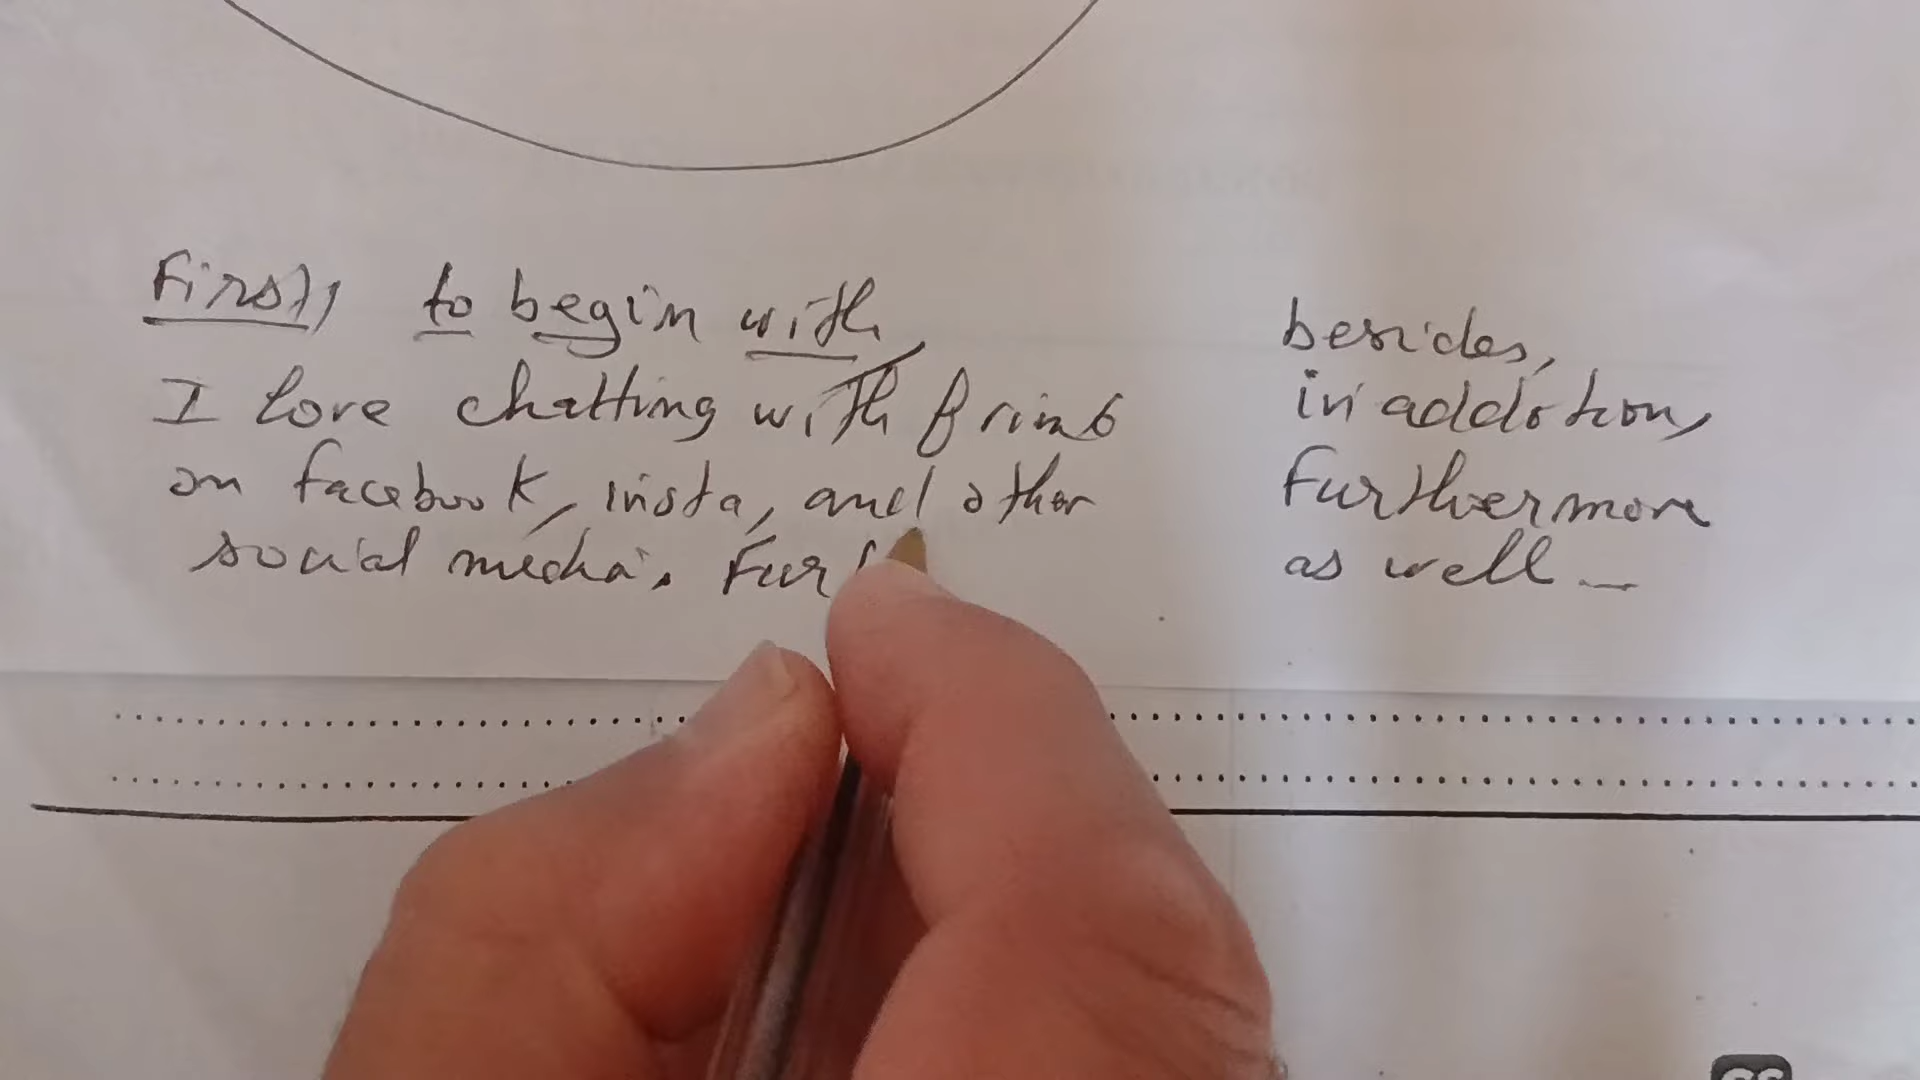 Firstly to begin with,
I love chatting with frinds
on facebook, insta, and other
social media. Fur
besides,
in addition,
Furthermore
as well _